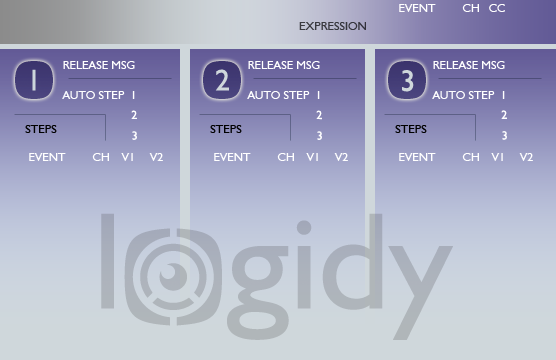 EVENT CH CC
EXPRESSION
1 RELEASE MSG 2 RELEASE MSG 3 RELEASE MSG
AUTO STEP 1 AUTO STEP 1 AUTO STEP 1
2 2 2
STEPS 3 STEPS 3 STEPS 3
EVENT CH V1 V2 EVENT CH V1 V2 EVENT CH V1 V2
logidy